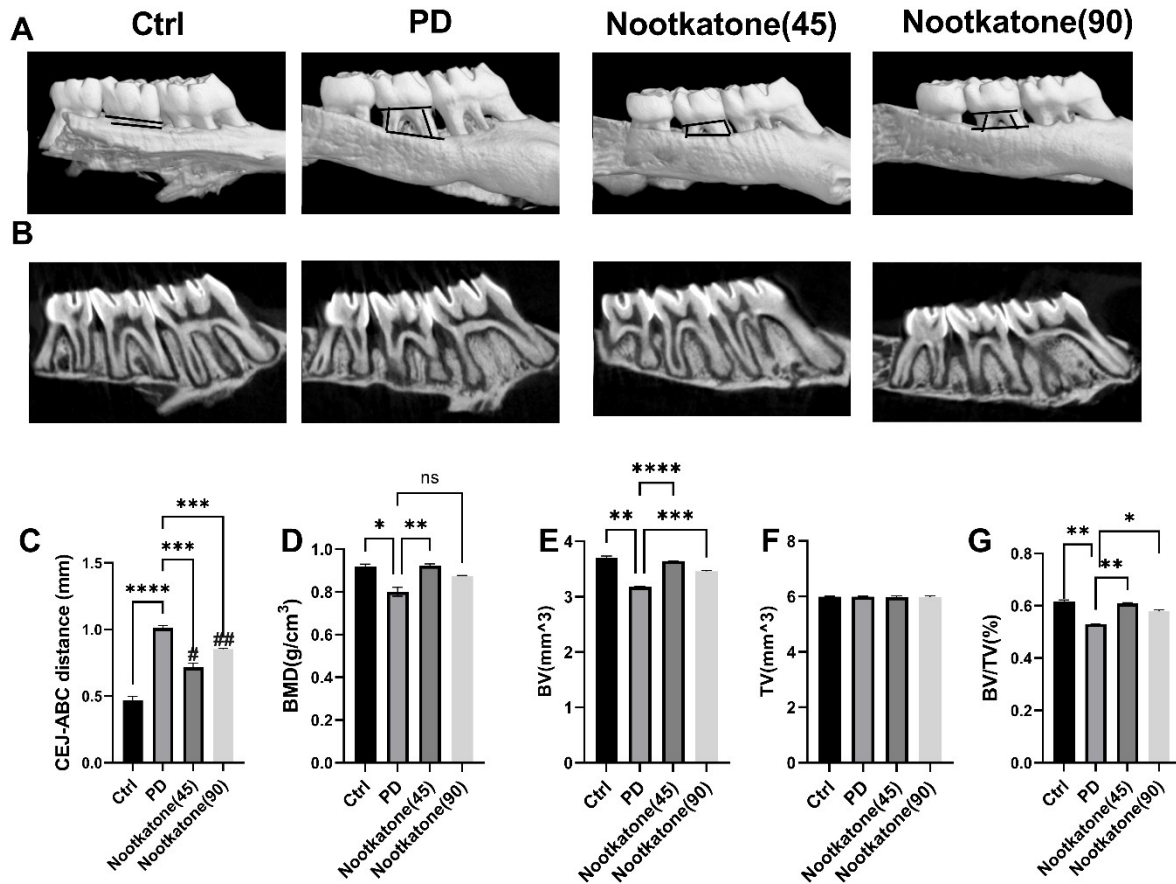 A
Ctrl
PD
Nootkatone(45)
Nootkatone(90)
B
C
CEJ-ABC distance (mm)
1.5
1.0
0.5
0.0
****
***
***
#
##
Ctrl
PD
Nootkatone(45)
Nootkatone(90)
D
BMD(g/cm³)
1.0
0.8
0.6
0.4
0.2
0.0
*
**
ns
Ctrl
PD
Nootkatone(45)
Nootkatone(90)
E
BV(mm^3)
4
3
2
1
0
**
****
***
Ctrl
PD
Nootkatone(45)
Nootkatone(90)
F
TV(mm^3)
8
6
4
2
0
Ctrl
PD
Nootkatone(45)
Nootkatone(90)
G
BV/TV(%)
0.8
0.6
0.4
0.2
0.0
**
**
*
Ctrl
PD
Nootkatone(45)
Nootkatone(90)